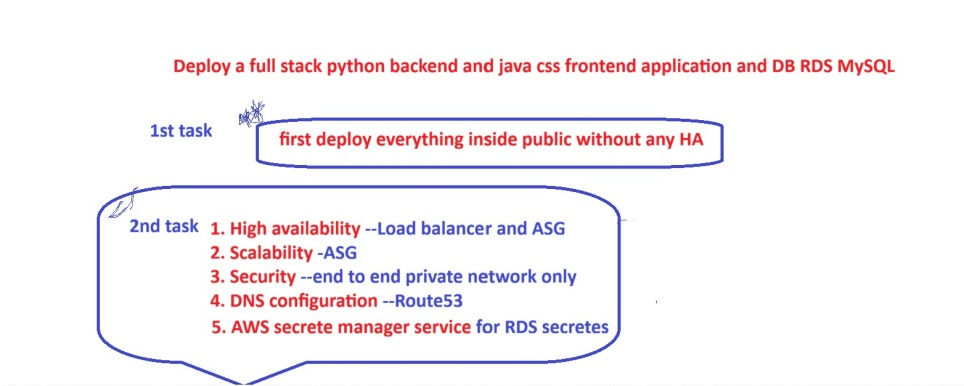 Deploy a full stack python backend and java css frontend application and DB RDS MySQL
1st task
first deploy everything inside public without any HA
2nd task
1. High availability --Load balancer and ASG
2. Scalability -ASG
3. Security --end to end private network only
4. DNS configuration --Route53
5. AWS secrete manager service for RDS secretes